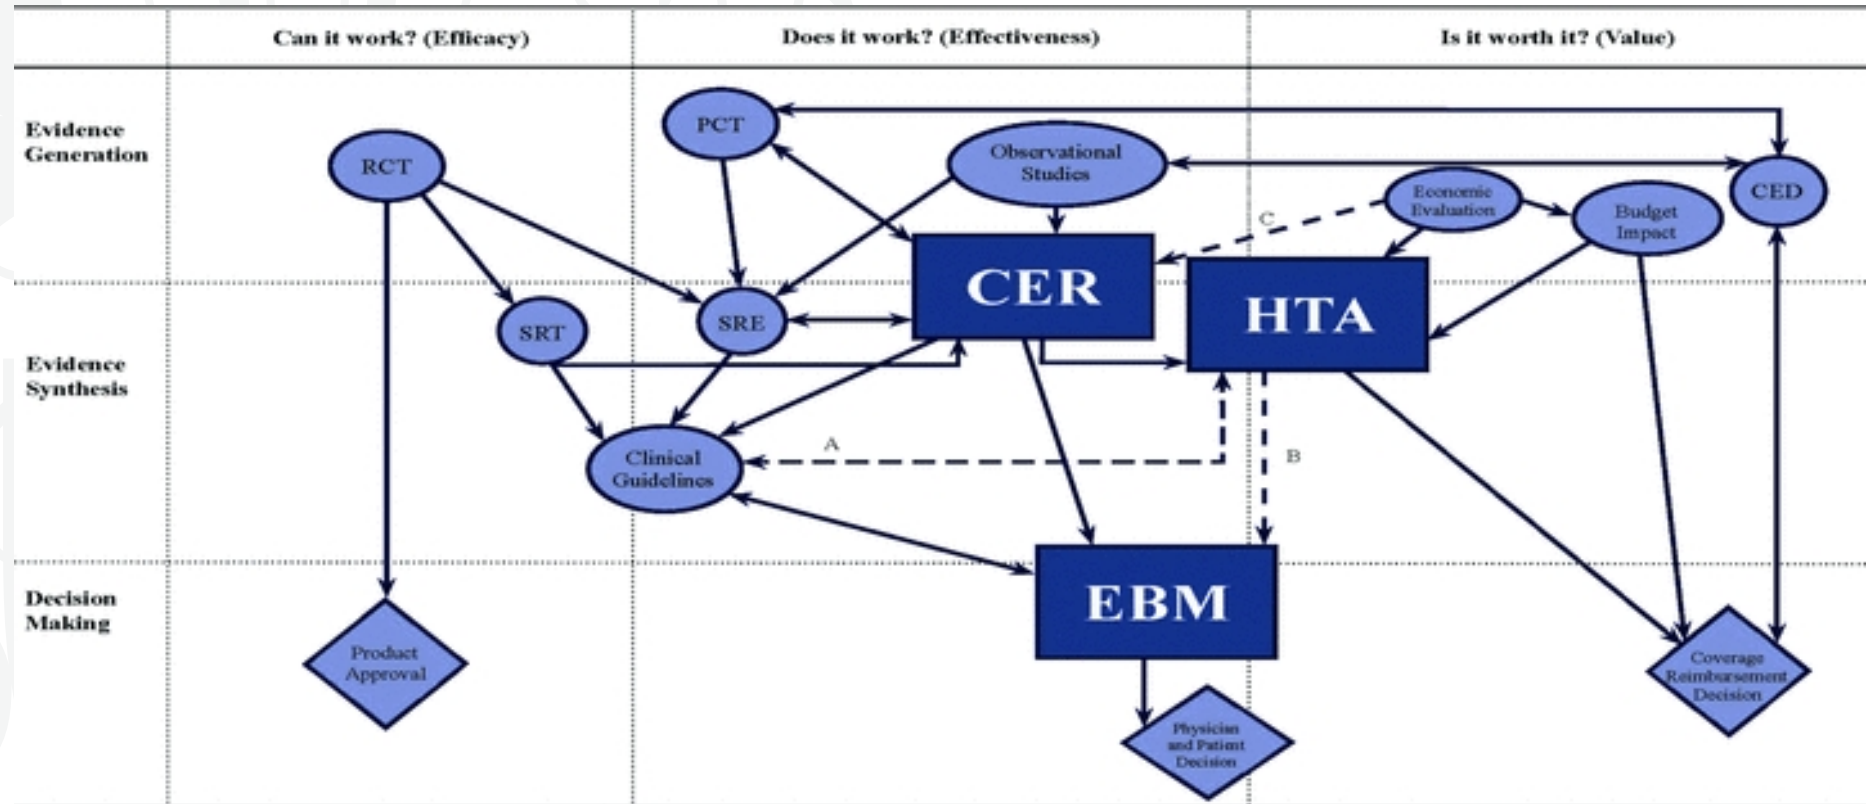 Can it work? (Efficacy)
Does it work? (Effectiveness)
Is it worth it? (Value)
Evidence
Generation
RCT
PCT
Observational
Studies
Economic
Evaluation
Budget
Impact
CED
C
CER
HTA
Evidence
Synthesis
SRT
SRE
Clinical
Guidelines
A
B
Decision
Making
EBM
Product
Approval
Physician
and Patient
Decision
Coverage
Reimbursement
Decision